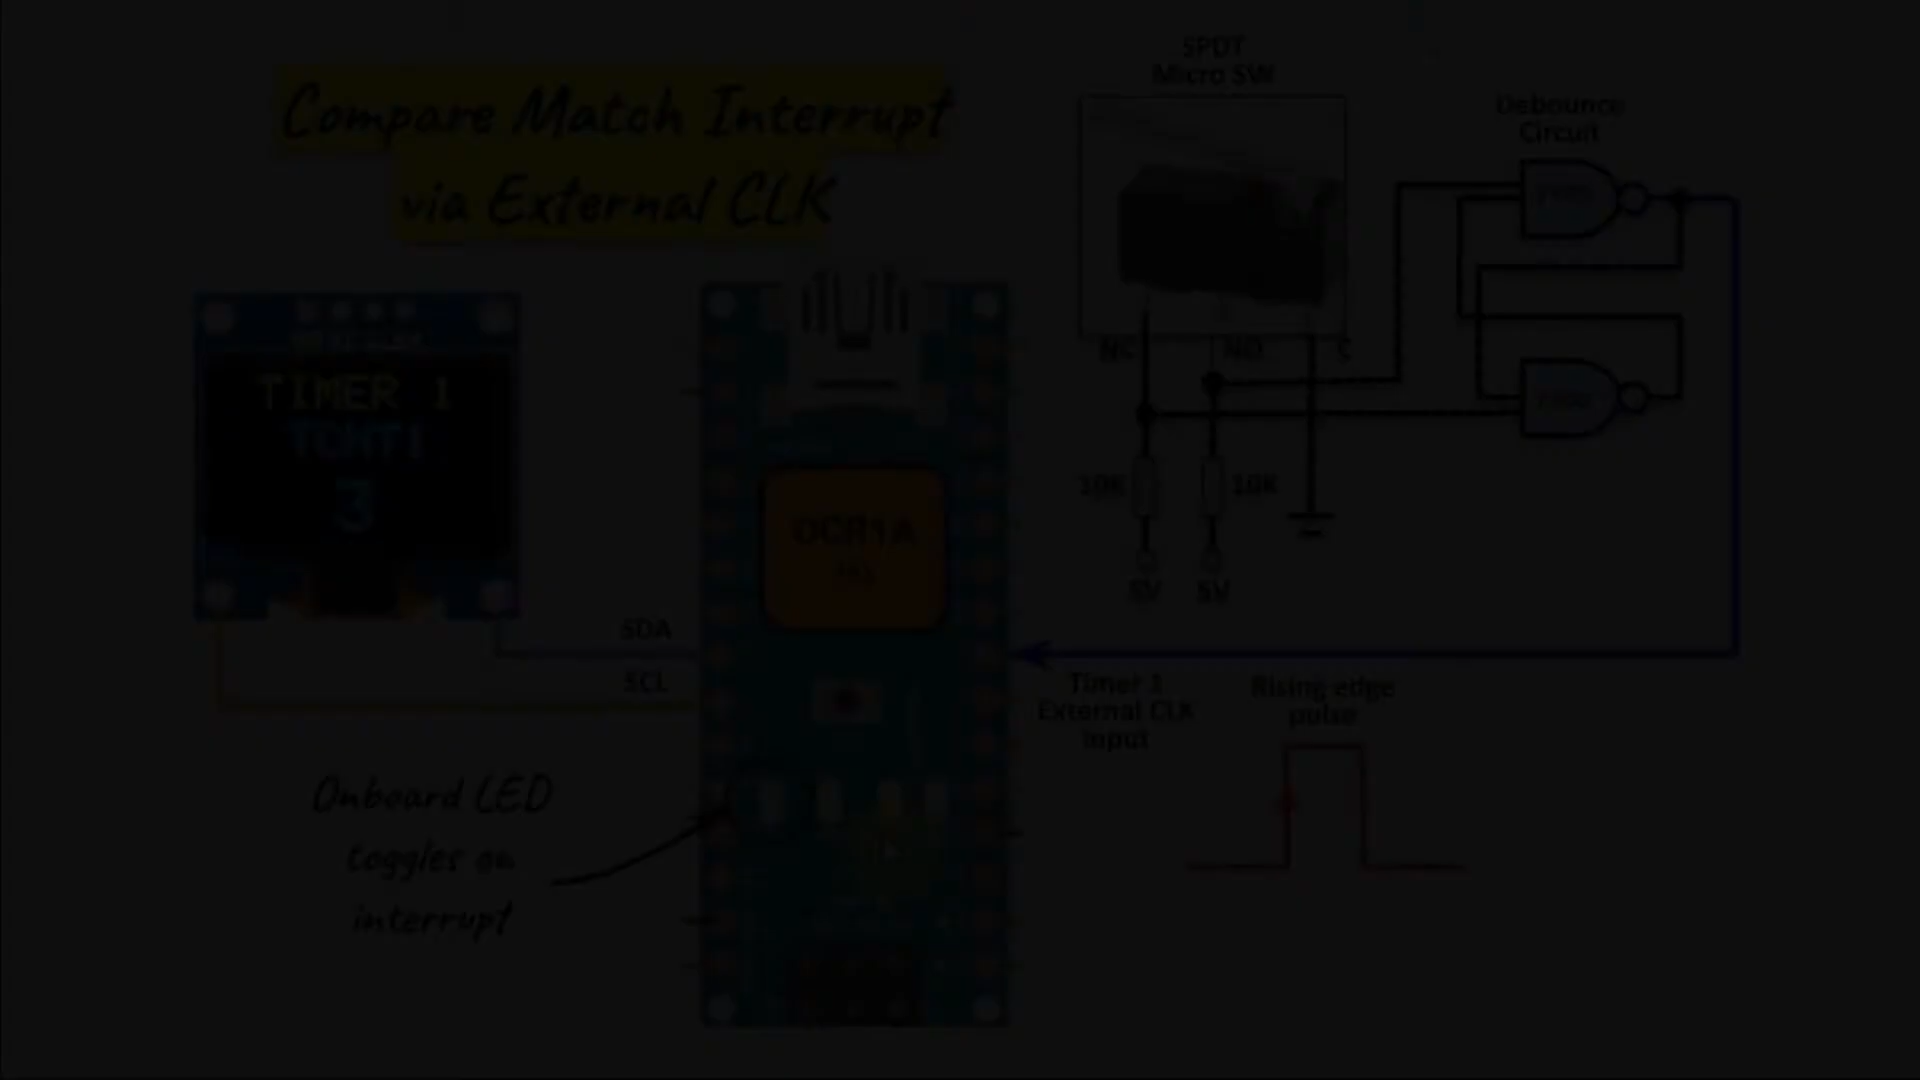 Compare Match Interrupt
via External CLK
SPDT
Micro SW
Debounce
Circuit
NC
NO
C
10K
10K
5V
5V
TIMER 1
TCNT1
3
OCR1A
SDA
SCL
Timer 1
External CLK
input
Rising edge
pulse
Onboard LED
toggles on
interrupt